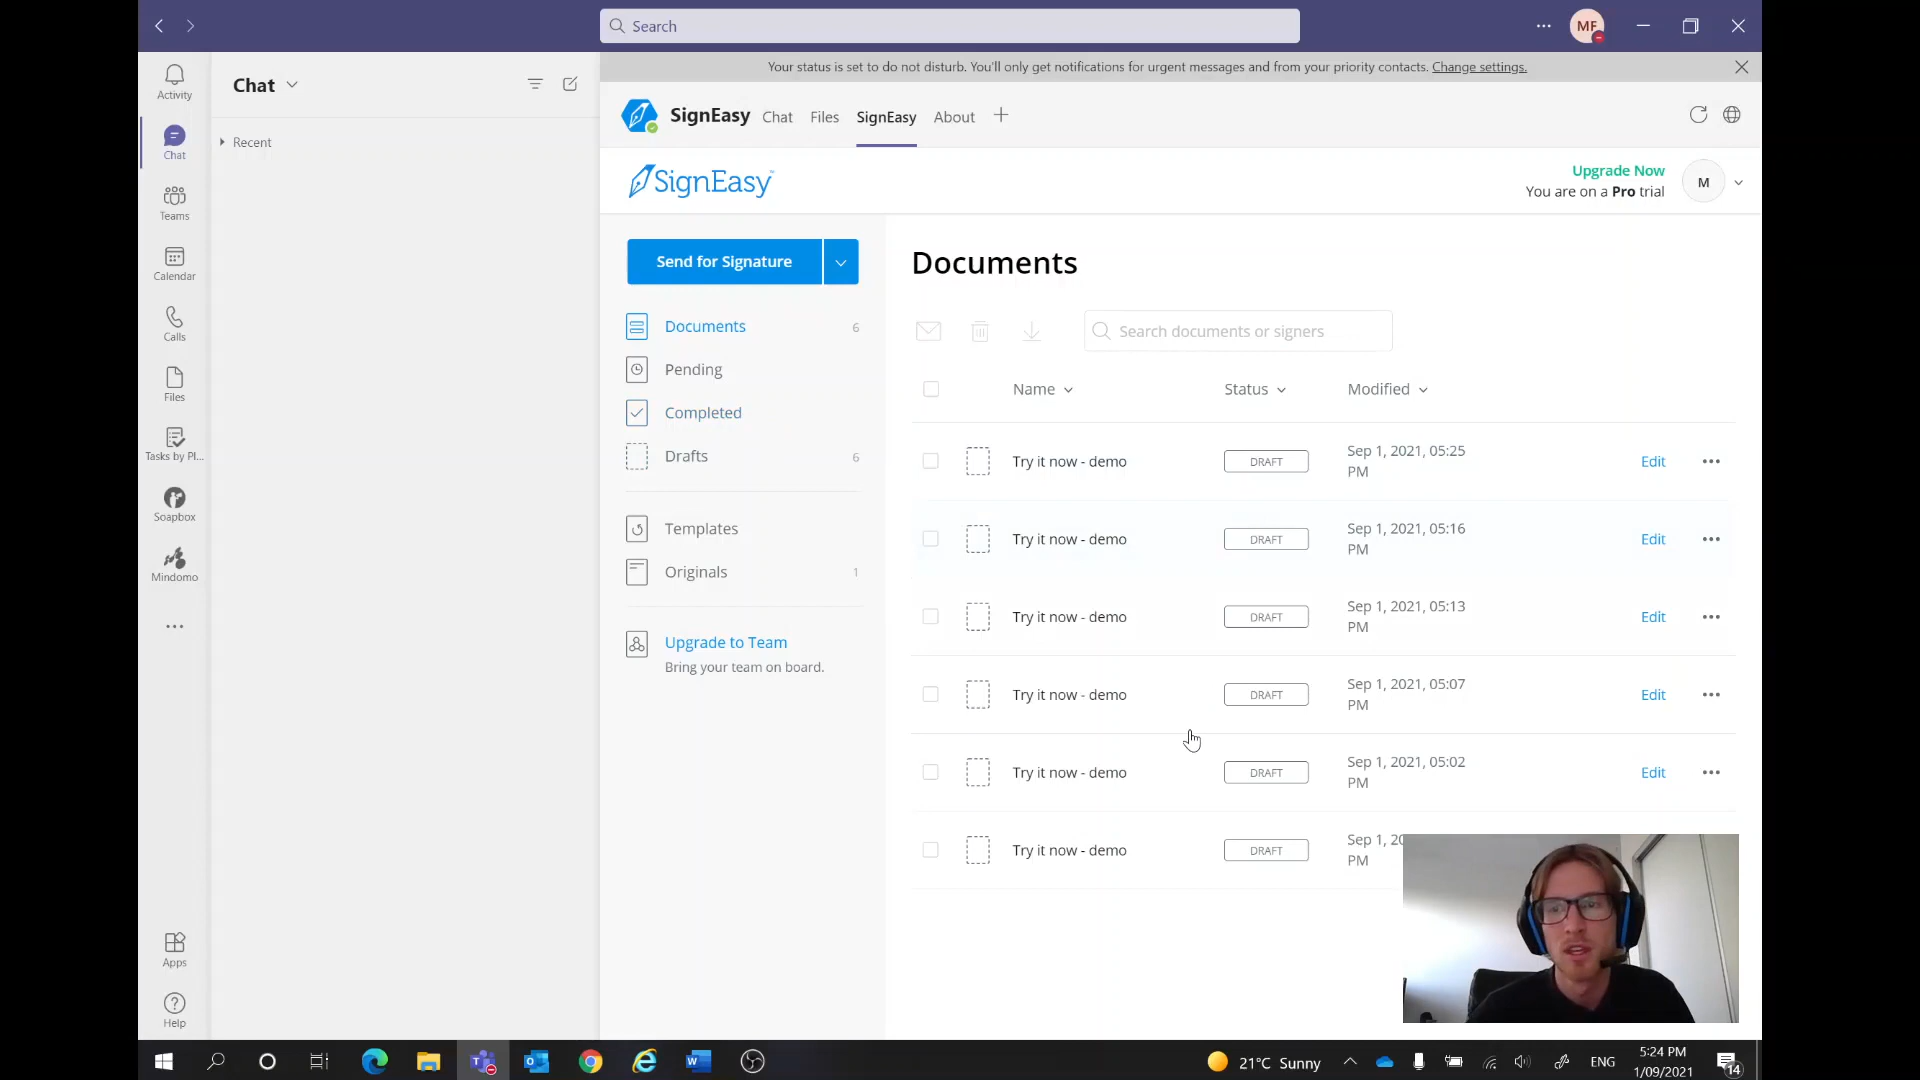 Search
MF
Your status is set to do not disturb. You'll only get notifications for urgent messages and from your priority contacts. Change settings.
Activity
Chat
Teams
Calendar
Calls
Files
Tasks by Pl...
Soapbox
Mindomo
Apps
Help
Chat
Recent
SignEasy Chat Files SignEasy About
SignEasy
Upgrade Now
You are on a Pro trial
M
Send for Signature
Documents 6
Pending
Completed
Drafts 6
Templates
Originals 1
Upgrade to Team
Bring your team on board.
Documents
Search documents or signers
Name Status Modified
Try it now - demo DRAFT Sep 1, 2021, 05:25 PM Edit
Try it now - demo DRAFT Sep 1, 2021, 05:16 PM Edit
Try it now - demo DRAFT Sep 1, 2021, 05:13 PM Edit
Try it now - demo DRAFT Sep 1, 2021, 05:07 PM Edit
Try it now - demo DRAFT Sep 1, 2021, 05:02 PM Edit
Try it now - demo DRAFT Sep 1, 20 PM
21°C Sunny
ENG
5:24 PM
1/09/2021
14